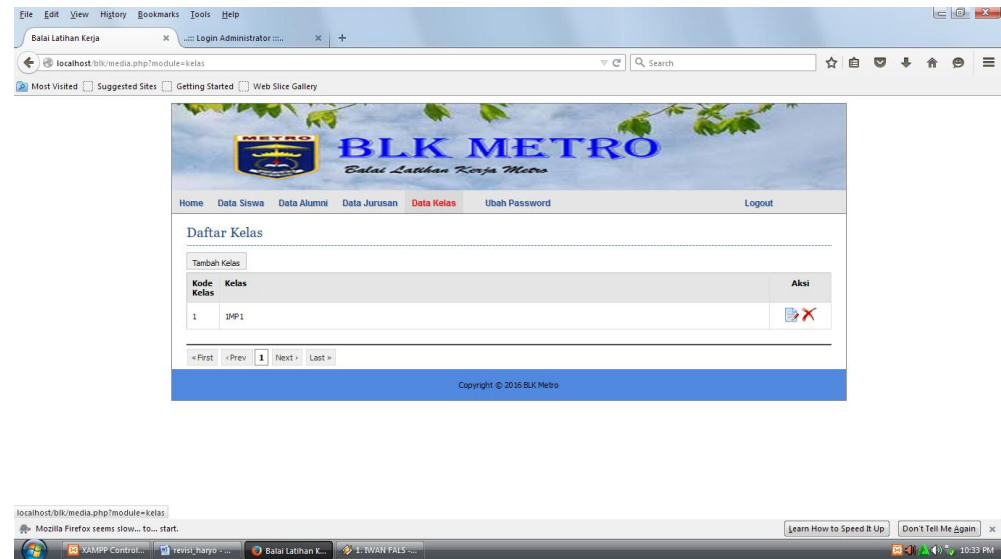 File Edit View History Bookmarks Tools Help
Balai Latihan Kerja
..::: Login Administrator :::..
localhost/blk/media.php?module=kelas
Search
Most Visited Suggested Sites Getting Started Web Slice Gallery
METRO
BLK METRO
Balai Latihan Kerja Metro
Home Data Siswa Data Alumni Data Jurusan Data Kelas Ubah Password Logout
Daftar Kelas
Tambah Kelas
Kode Kelas Kelas Aksi
1 1MP1
« First ‹ Prev 1 Next › Last »
Copyright © 2016 BLK Metro
localhost/blk/media.php?module=kelas
Mozilla Firefox seems slow... to... start. Learn How to Speed It Up Don't Tell Me Again
XAMPP Control... revisi_haryo - ... Balai Latihan K... 1. IWAN FALS -... 10:33 PM